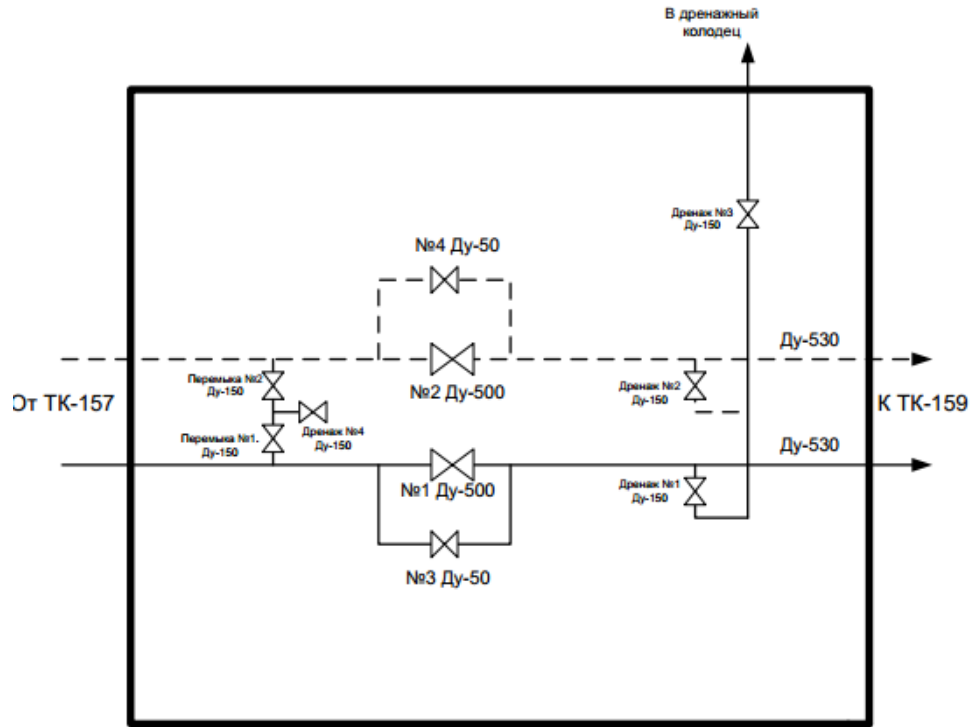 В дренажный
колодец
Дренаж №3
Ду-150
№4 Ду-50
Ду-530
Перемыка №2
Ду-150
№2 Ду-500
Дренаж №2
Ду-150
От ТК-157
К ТК-159
Дренаж №4
Ду-150
Перемыка №1.
Ду-150
Ду-530
№1 Ду-500
Дренаж №1
Ду-150
№3 Ду-50